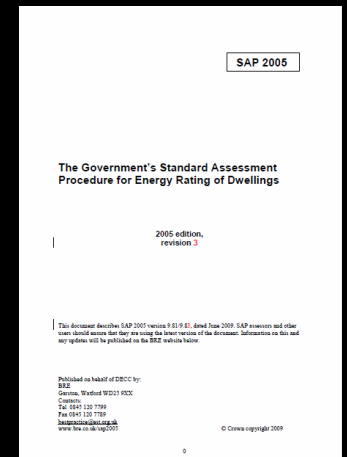 SAP 2005
The Government's Standard Assessment
Procedure for Energy Rating of Dwellings
2005 edition,
revision 3
This document describes SAP 2005 version 9.81/9.83, dated June 2009. SAP assessors and other
users should ensure that they are using the latest version of the document. Information on this and
any updates will be published on the BRE website below.
Published on behalf of DECC by:
BRE
Garston, Watford WD25 9XX
Contacts:
Tel 0845 120 7799
Fax 0845 120 7789
bestpractice@est.org.uk
www.bre.co.uk/sap2005
© Crown copyright 2009
0